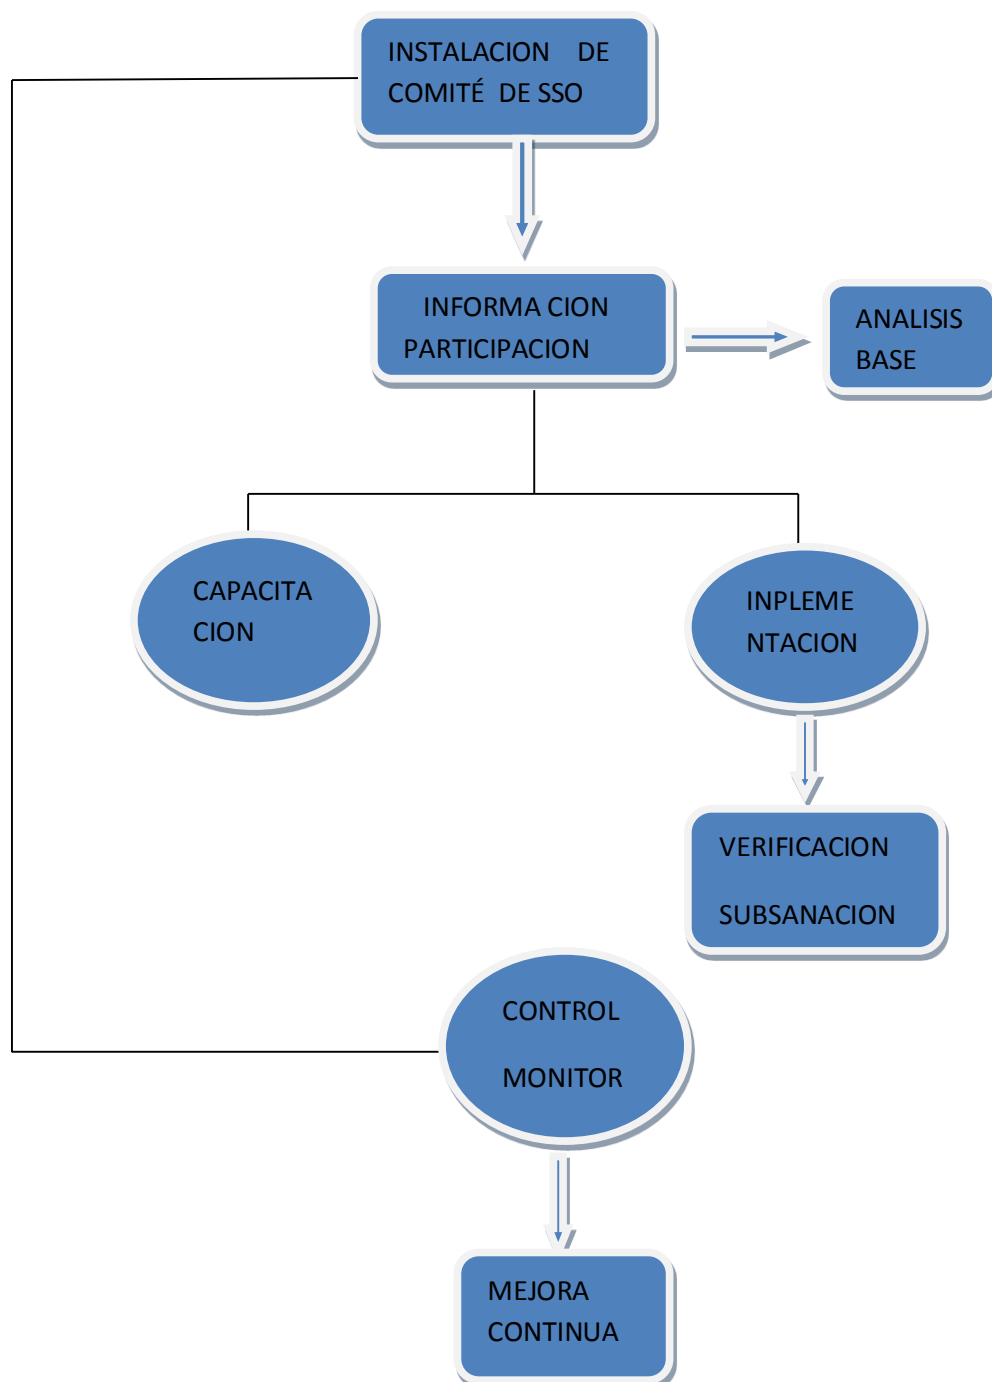 INSTALACION DE
COMITÉ DE SSO
INFORMA CION
PARTICIPACION
ANALISIS
BASE
CAPACITA
CION
INPLEME
NTACION
VERIFICACION
SUBSANACION
CONTROL
MONITOR
MEJORA
CONTINUA